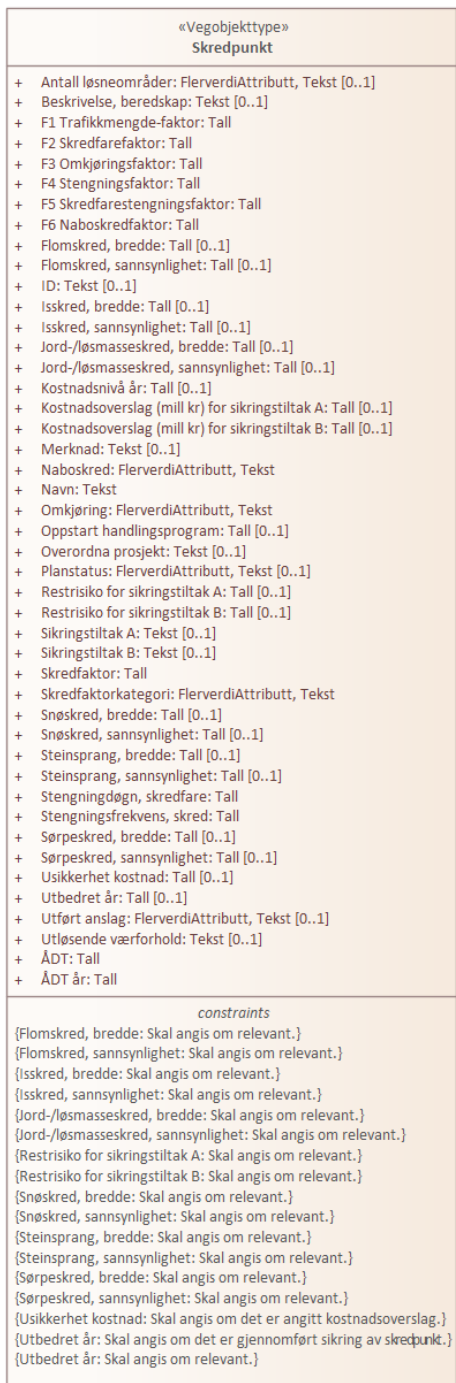 «Vegobjekttype»
Skredpunkt
+ Antall løsneområder: FlerverdiAttributt, Tekst [0..1]
+ Beskrivelse, beredskap: Tekst [0..1]
+ F1 Trafikkmengde-faktor: Tall
+ F2 Skredfarefaktor: Tall
+ F3 Omkjøringsfaktor: Tall
+ F4 Stengningsfaktor: Tall
+ F5 Skredfarestengningsfaktor: Tall
+ F6 Naboskredfaktor: Tall
+ Flomskred, bredde: Tall [0..1]
+ Flomskred, sannsynlighet: Tall [0..1]
+ ID: Tekst [0..1]
+ Isskred, bredde: Tall [0..1]
+ Isskred, sannsynlighet: Tall [0..1]
+ Jord-/løsmasseskred, bredde: Tall [0..1]
+ Jord-/løsmasseskred, sannsynlighet: Tall [0..1]
+ Kostnadsnivå år: Tall [0..1]
+ Kostnadsoverslag (mill kr) for sikringstiltak A: Tall [0..1]
+ Kostnadsoverslag (mill kr) for sikringstiltak B: Tall [0..1]
+ Merknad: Tekst [0..1]
+ Naboskred: FlerverdiAttributt, Tekst
+ Navn: Tekst
+ Omkjøring: FlerverdiAttributt, Tekst
+ Oppstart handlingsprogram: Tall [0..1]
+ Overordna prosjekt: Tekst [0..1]
+ Planstatus: FlerverdiAttributt, Tekst [0..1]
+ Restrisiko for sikringstiltak A: Tall [0..1]
+ Restrisiko for sikringstiltak B: Tall [0..1]
+ Sikringstiltak A: Tekst [0..1]
+ Sikringstiltak B: Tekst [0..1]
+ Skredfaktor: Tall
+ Skredfaktorkategori: FlerverdiAttributt, Tekst
+ Snøskred, bredde: Tall [0..1]
+ Snøskred, sannsynlighet: Tall [0..1]
+ Steinsprang, bredde: Tall [0..1]
+ Steinsprang, sannsynlighet: Tall [0..1]
+ Stengningdøgn, skredfare: Tall
+ Stengningsfrekvens, skred: Tall
+ Sørpeskred, bredde: Tall [0..1]
+ Sørpeskred, sannsynlighet: Tall [0..1]
+ Usikkerhet kostnad: Tall [0..1]
+ Utbedret år: Tall [0..1]
+ Utført anslag: FlerverdiAttributt, Tekst [0..1]
+ Utløsende værforhold: Tekst [0..1]
+ ÅDT: Tall
+ ÅDT år: Tall
constraints
{Flomskred, bredde: Skal angis om relevant.}
{Flomskred, sannsynlighet: Skal angis om relevant.}
{Isskred, bredde: Skal angis om relevant.}
{Isskred, sannsynlighet: Skal angis om relevant.}
{Jord-/løsmasseskred, bredde: Skal angis om relevant.}
{Jord-/løsmasseskred, sannsynlighet: Skal angis om relevant.}
{Restrisiko for sikringstiltak A: Skal angis om relevant.}
{Restrisiko for sikringstiltak B: Skal angis om relevant.}
{Snøskred, bredde: Skal angis om relevant.}
{Snøskred, sannsynlighet: Skal angis om relevant.}
{Steinsprang, bredde: Skal angis om relevant.}
{Steinsprang, sannsynlighet: Skal angis om relevant.}
{Sørpeskred, bredde: Skal angis om relevant.}
{Sørpeskred, sannsynlighet: Skal angis om relevant.}
{Usikkerhet kostnad: Skal angis om det er angitt kostnadsoverslag.}
{Utbedret år: Skal angis om det er gjennomført sikring av skredpunkt.}
{Utbedret år: Skal angis om relevant.}